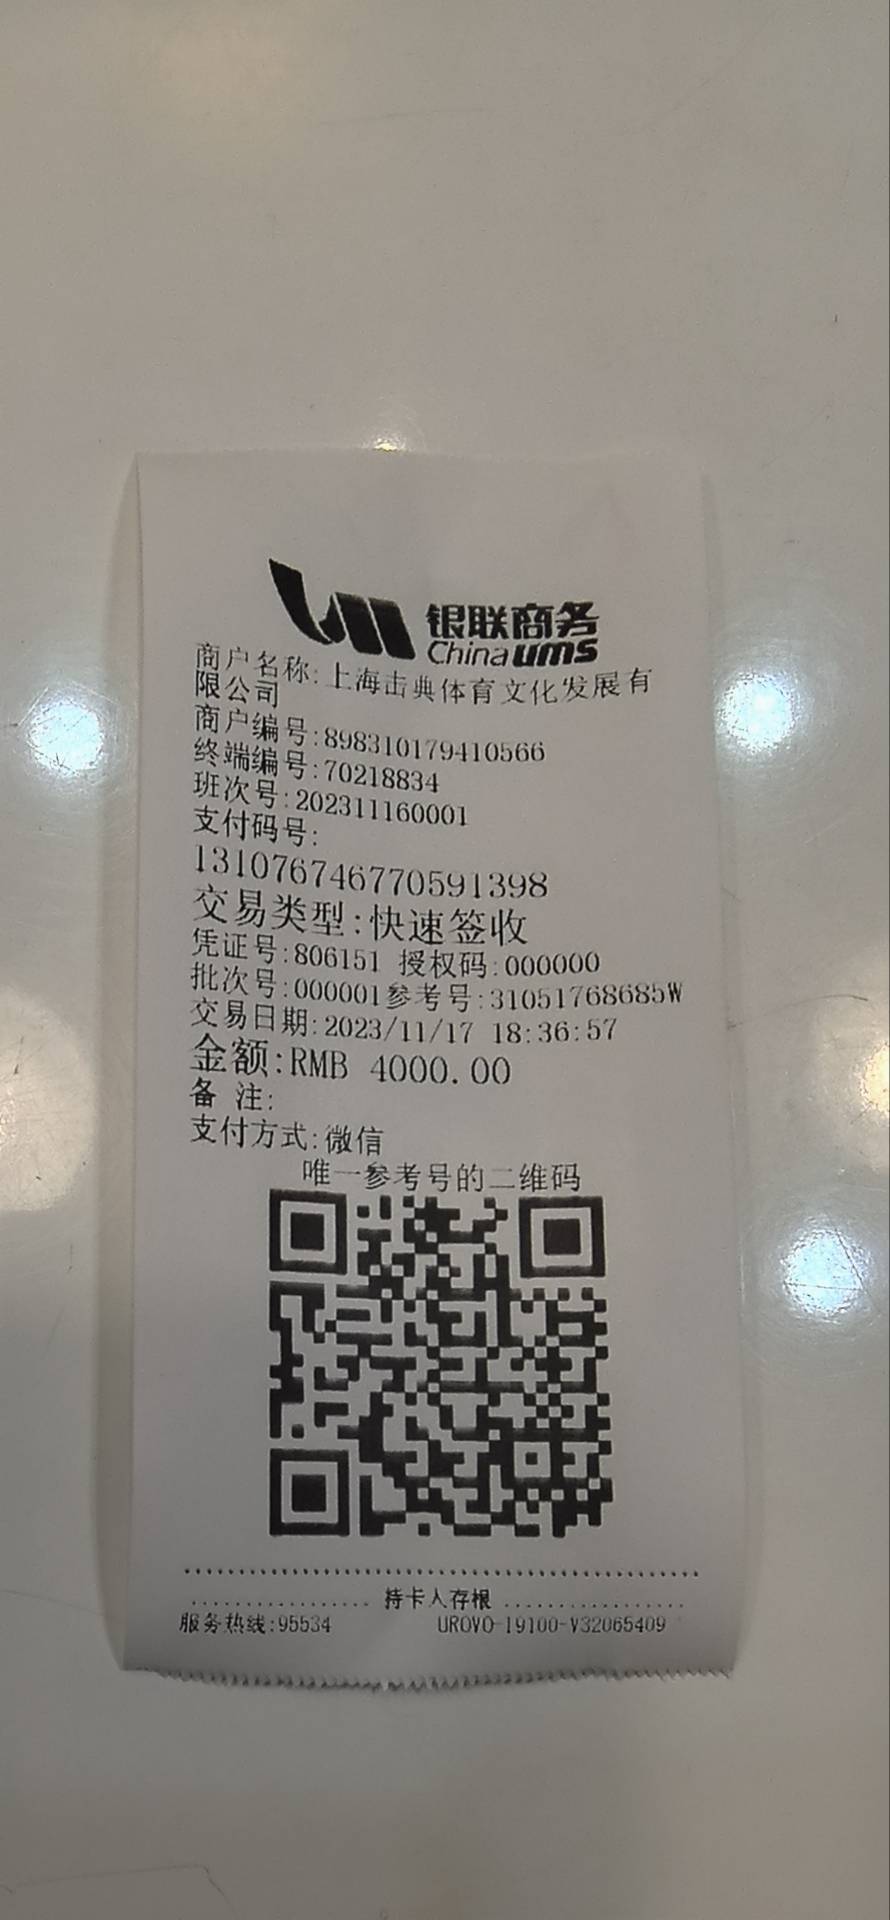 银联商务
Chinaums
商户名称:上海击典体育文化发展有
限公司
商户编号:898310179410566
终端编号:70218834
班次号:202311160001
支付码号:
131076746770591398
交易类型:快速签收
凭证号:806151 授权码:000000
批次号:000001参考号:31051768685W
交易日期:2023/11/17 18:36:57
金额:RMB 4000.00
备 注:
支付方式:微信
唯一参考号的二维码
持卡人存根
服务热线:95534 UROVO-I9100-V32065409